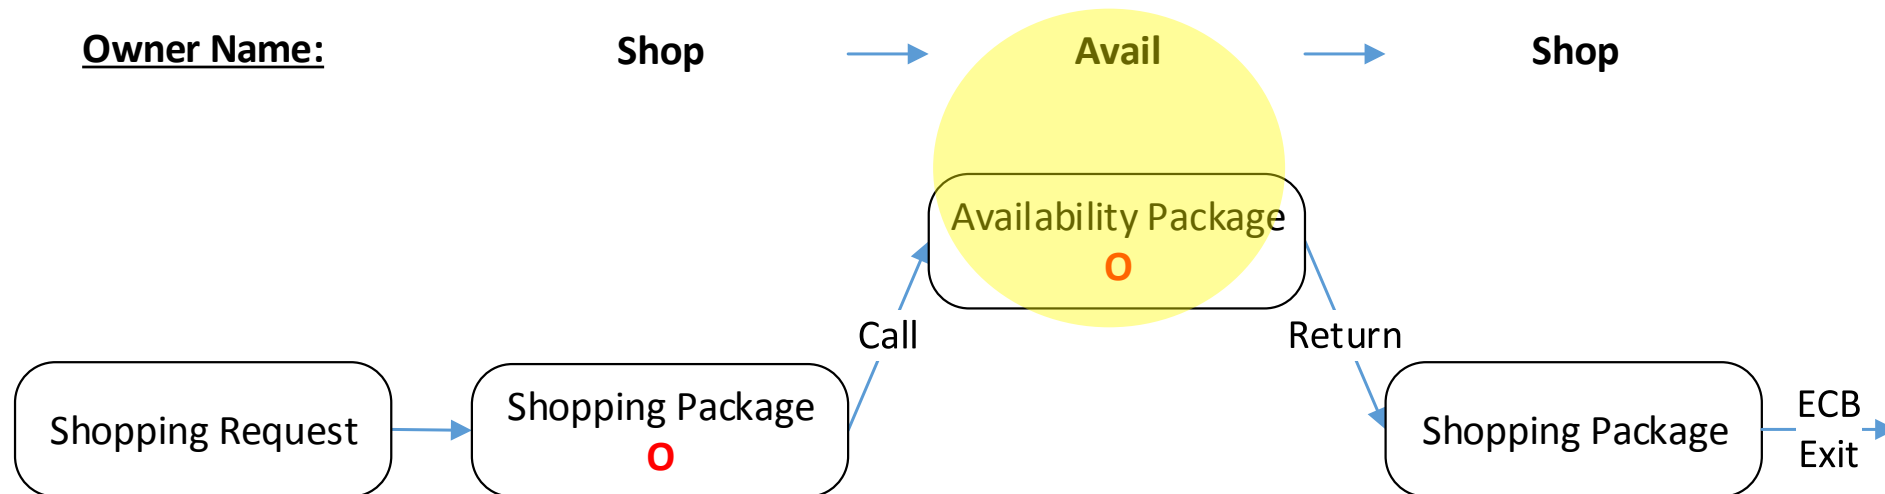 Owner Name:
Shop
Avail
Shop
Availability Package
O
Call
Return
Shopping Request
Shopping Package
O
Shopping Package
ECB
Exit